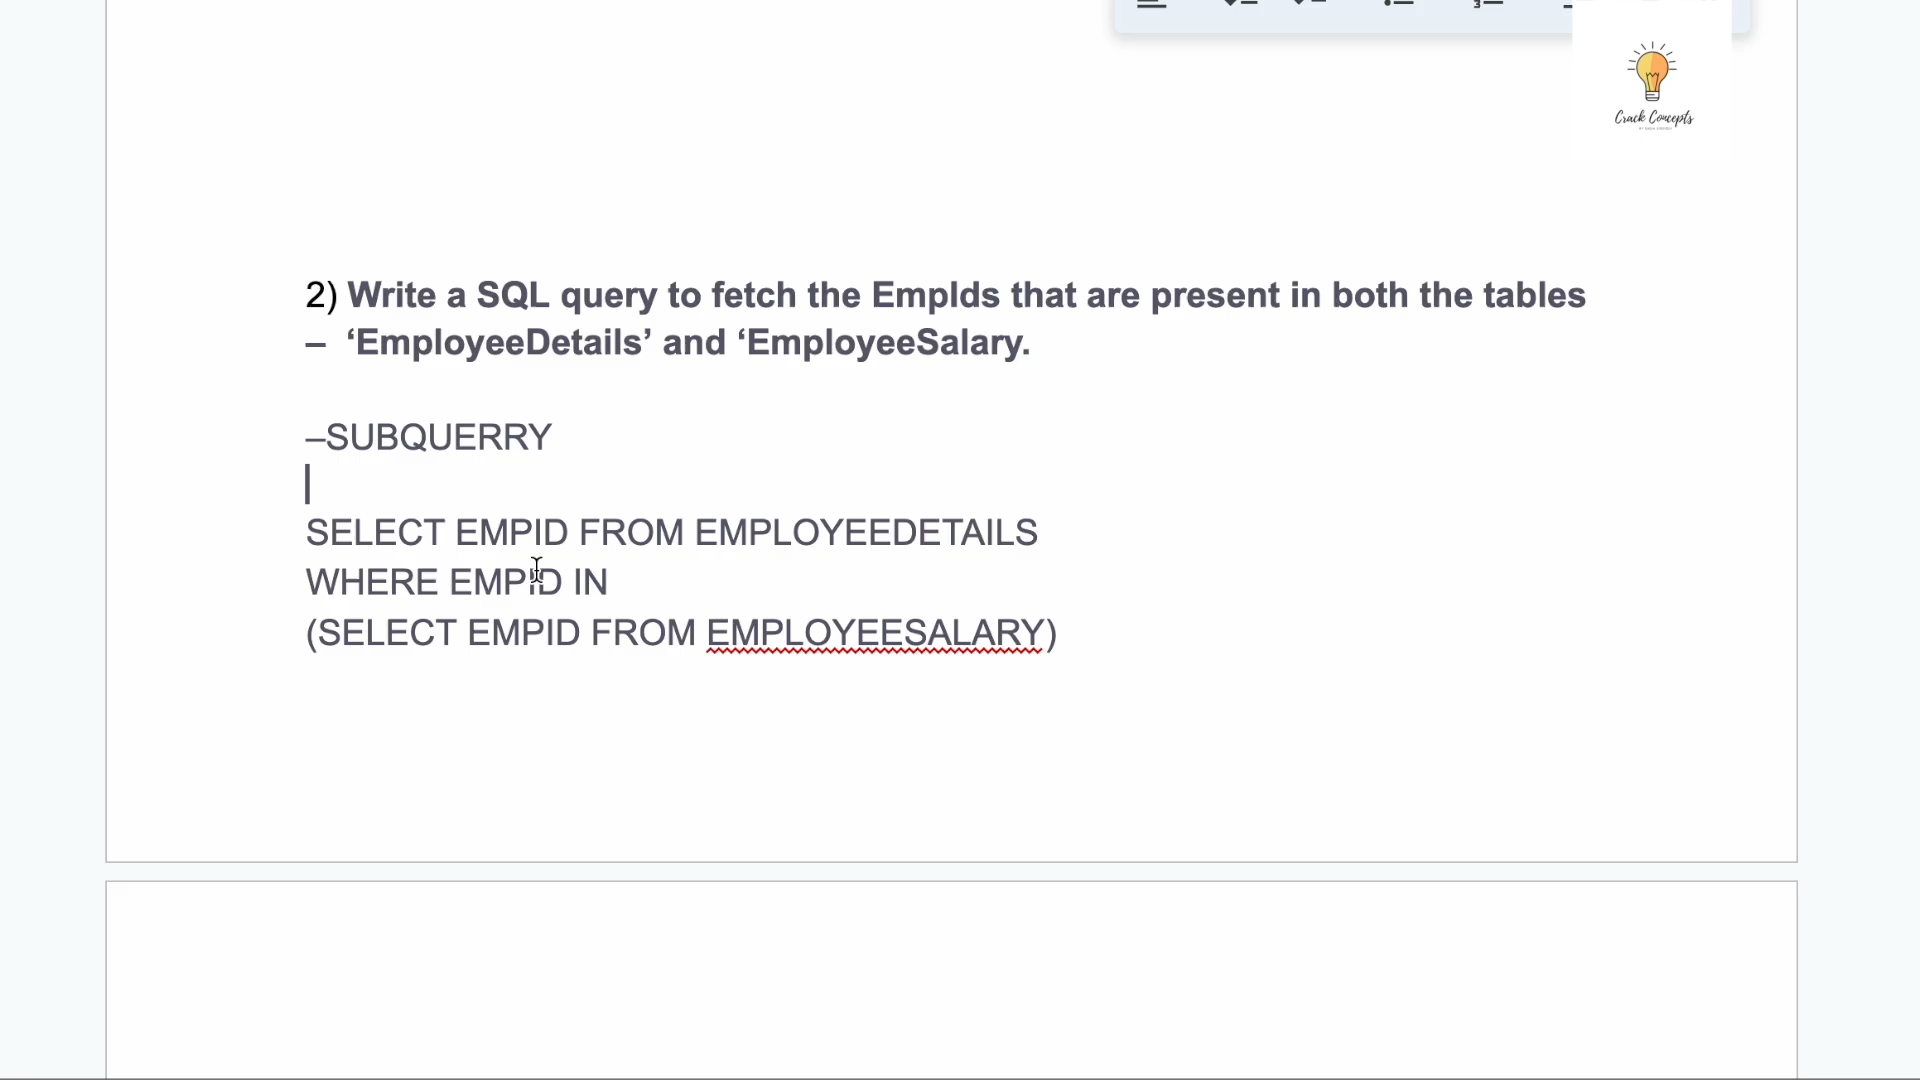 Crack Concepts
2) Write a SQL query to fetch the EmpIds that are present in both the tables
– ‘EmployeeDetails’ and ‘EmployeeSalary.
–SUBQUERRY
SELECT EMPID FROM EMPLOYEEDETAILS
WHERE EMPID IN
(SELECT EMPID FROM EMPLOYEESALARY)